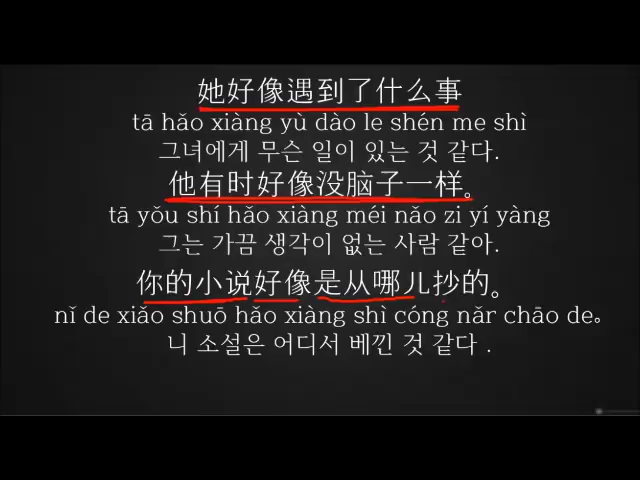 她好像遇到了什么事
tā hǎo xiàng yù dào le shén me shì
그녀에게 무슨 일이 있는 것 같다.
他有时好像没脑子一样。
tā yǒu shí hǎo xiàng méi nǎo zi yí yàng
그는 가끔 생각이 없는 사람 같아.
你的小说好像是从哪儿抄的。
nǐ de xiǎo shuō hǎo xiàng shì cóng nǎr chāo de。
니 소설은 어디서 베낀 것 같다 .